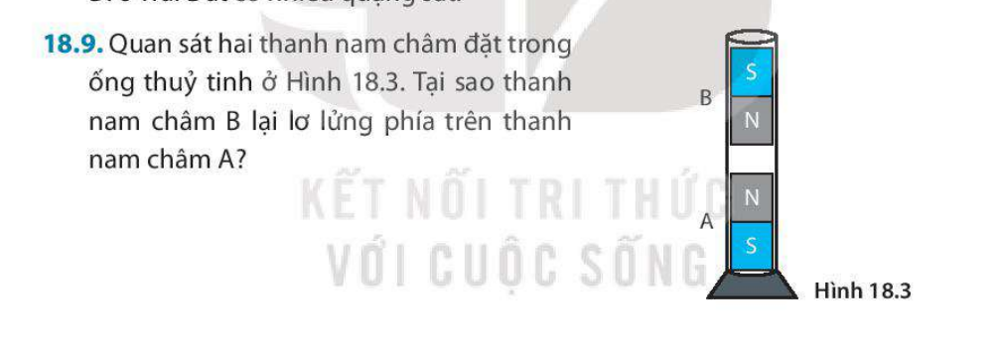 18.9. Quan sát hai thanh nam châm đặt trong
ống thuỷ tinh ở Hình 18.3. Tại sao thanh
nam châm B lại lơ lửng phía trên thanh
nam châm A?
KẾT NỐI TRI THỨC
VỚI CUỘC SỐNG
S
B
N
N
A
S
Hình 18.3